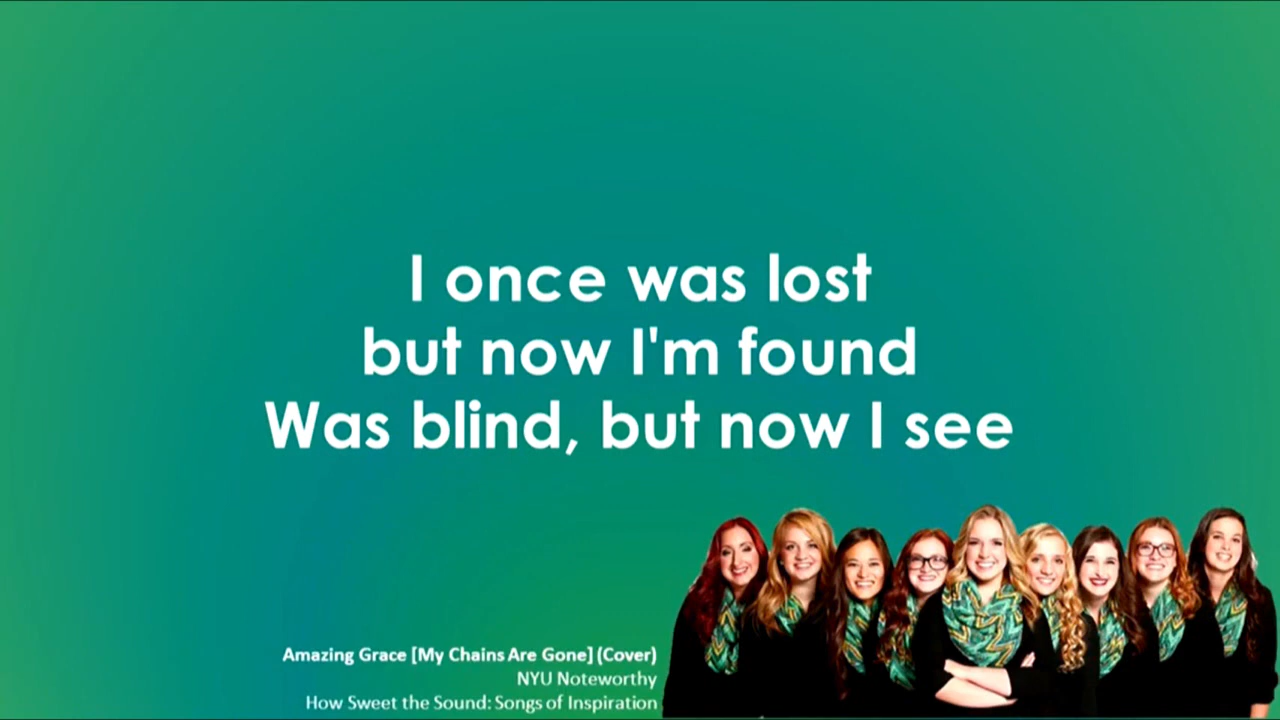 I once was lost
but now I'm found
Was blind, but now I see
Amazing Grace [My Chains Are Gone] (Cover)
NYU Noteworthy
How Sweet the Sound: Songs of Inspiration